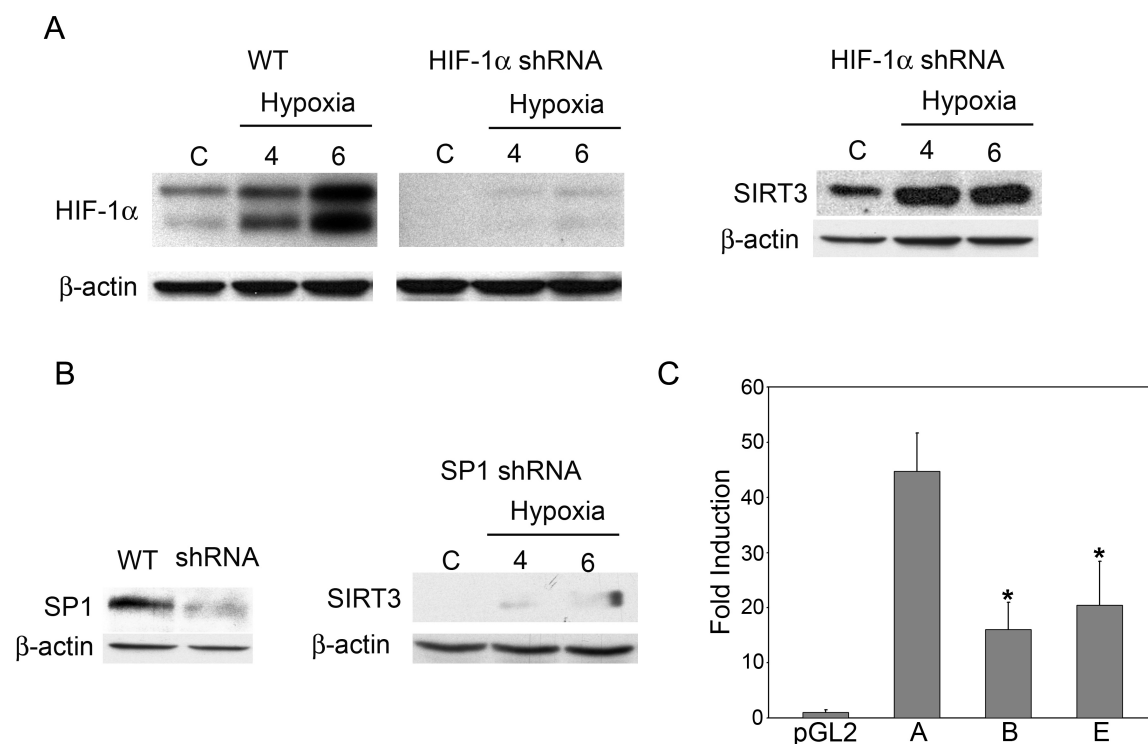 A
WT
Hypoxia
C 4 6
HIF-1α
β-actin
HIF-1α shRNA
Hypoxia
C 4 6
HIF-1α shRNA
Hypoxia
C 4 6
SIRT3
β-actin
B
WT shRNA
SP1
β-actin
SP1 shRNA
Hypoxia
C 4 6
SIRT3
β-actin
C
Fold Induction
60
50
40
30
20
10
0
* *
pGL2 A B E